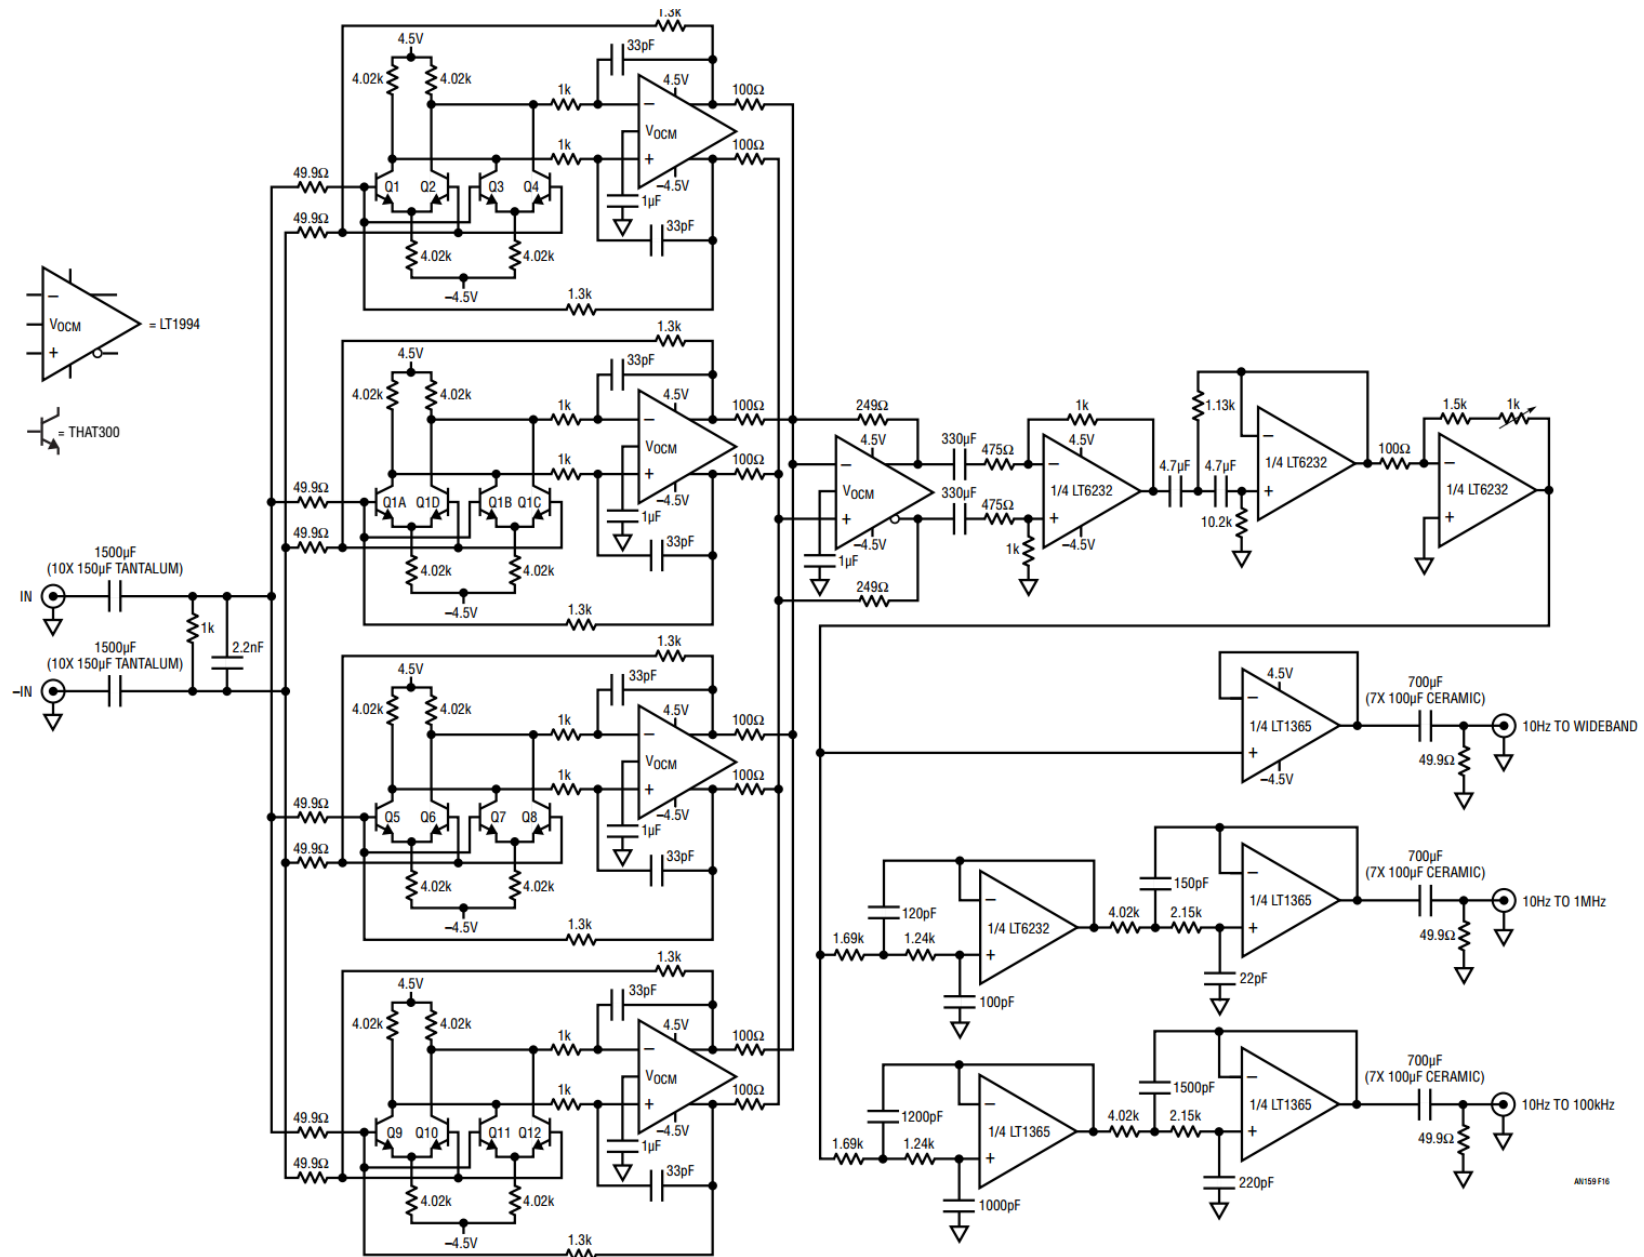 1.3k
4.5V
33pF
4.02k
4.02k
1k
4.5V
100Ω
–
VOCM
1k
+
100Ω
–4.5V
49.9Ω
Q1
Q2
Q3
Q4
1µF
49.9Ω
33pF
4.02k
4.02k
–4.5V
1.3k
–
VOCM
+
= LT1994
= THAT300
1.3k
4.5V
33pF
4.02k
4.02k
1k
4.5V
100Ω
–
VOCM
1k
+
100Ω
–4.5V
49.9Ω
Q1A
Q1D
Q1B
Q1C
1µF
49.9Ω
33pF
4.02k
4.02k
–4.5V
1.3k
1500µF
(10X 150µF TANTALUM)
IN
1k
2.2nF
1500µF
(10X 150µF TANTALUM)
–IN
1.3k
4.5V
33pF
4.02k
4.02k
1k
4.5V
100Ω
–
VOCM
1k
+
100Ω
–4.5V
49.9Ω
Q5
Q6
Q7
Q8
1µF
49.9Ω
33pF
4.02k
4.02k
–4.5V
1.3k
1.3k
4.5V
33pF
4.02k
4.02k
1k
4.5V
100Ω
–
VOCM
1k
+
100Ω
–4.5V
49.9Ω
Q9
Q10
Q11
Q12
1µF
49.9Ω
33pF
4.02k
4.02k
–4.5V
1.3k
249Ω
4.5V
–
VOCM
+
–4.5V
1µF
249Ω
330µF
475Ω
330µF
475Ω
1k
1k
4.5V
–
1/4 LT6232
+
–4.5V
4.7µF
4.7µF
1.13k
10.2k
–
1/4 LT6232
+
100Ω
1.5k
1k
–
1/4 LT6232
+
4.5V
–
1/4 LT1365
+
–4.5V
700µF
(7X 100µF CERAMIC)
10Hz TO WIDEBAND
49.9Ω
120pF
1.69k
1.24k
100pF
–
1/4 LT6232
+
4.02k
150pF
2.15k
22pF
–
1/4 LT1365
+
700µF
(7X 100µF CERAMIC)
10Hz TO 1MHz
49.9Ω
1200pF
1.69k
1.24k
1000pF
–
1/4 LT1365
+
4.02k
1500pF
2.15k
220pF
–
1/4 LT1365
+
700µF
(7X 100µF CERAMIC)
10Hz TO 100kHz
49.9Ω
AN159 F16